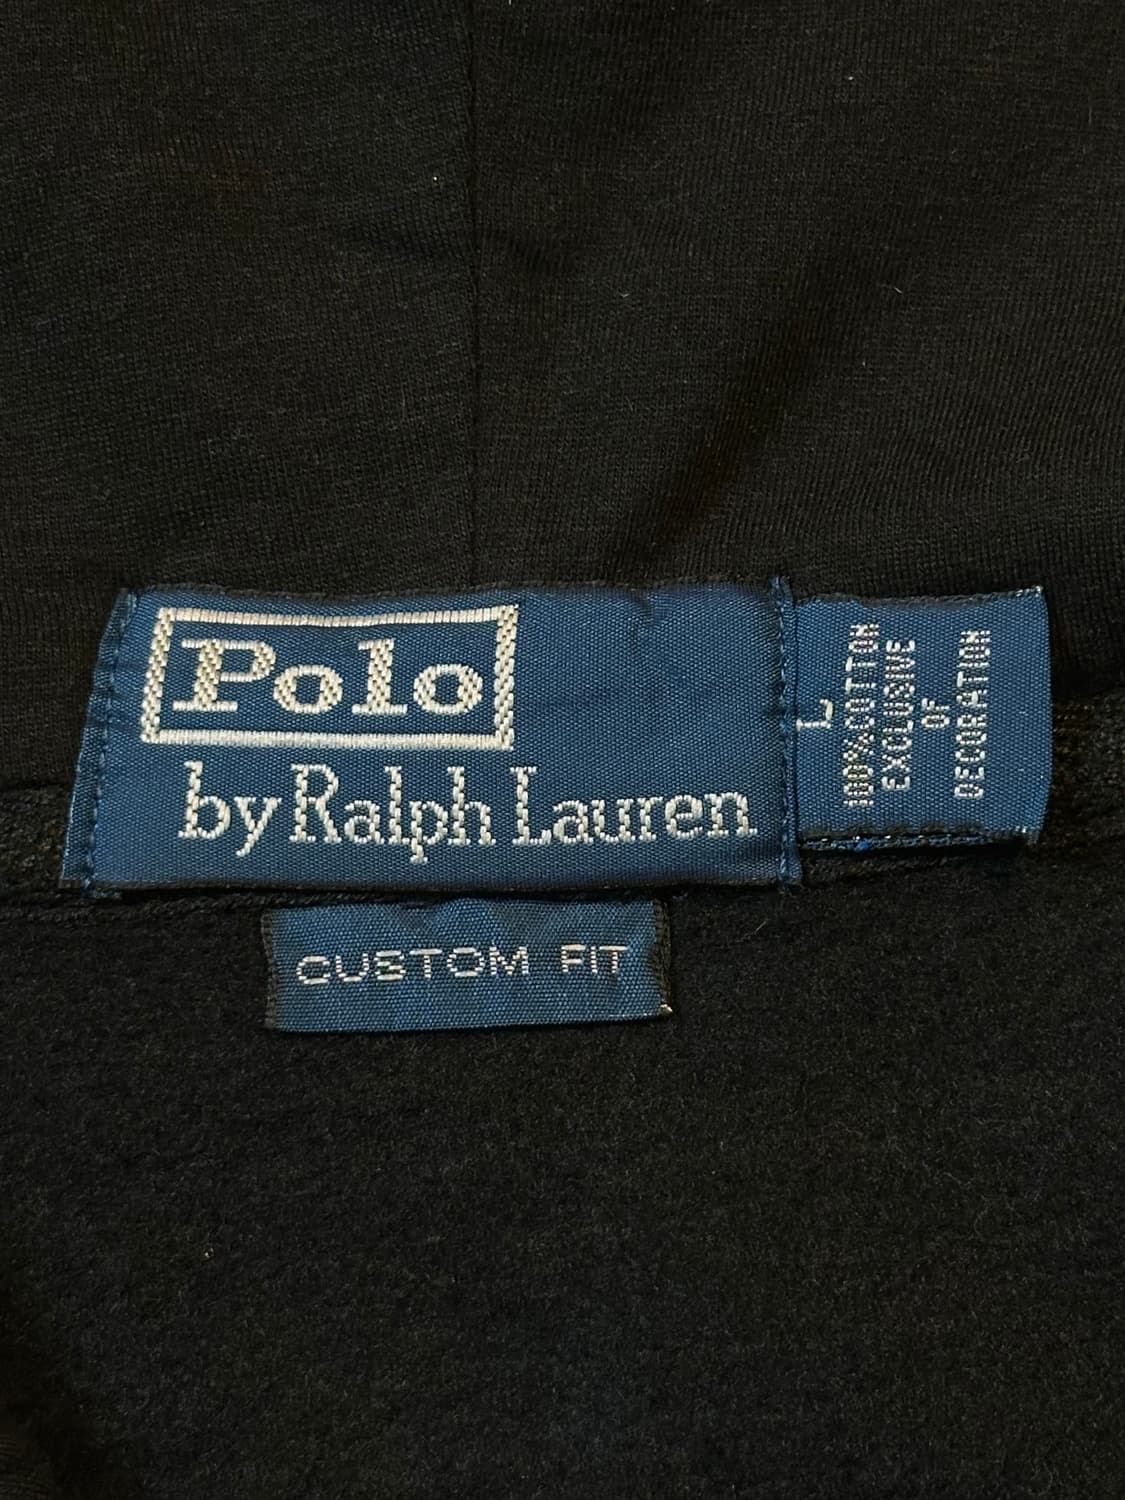 Polo
by Ralph Lauren
L
100% COTTON
EXCLUSIVE
OF
DECORATION
CUSTOM FIT